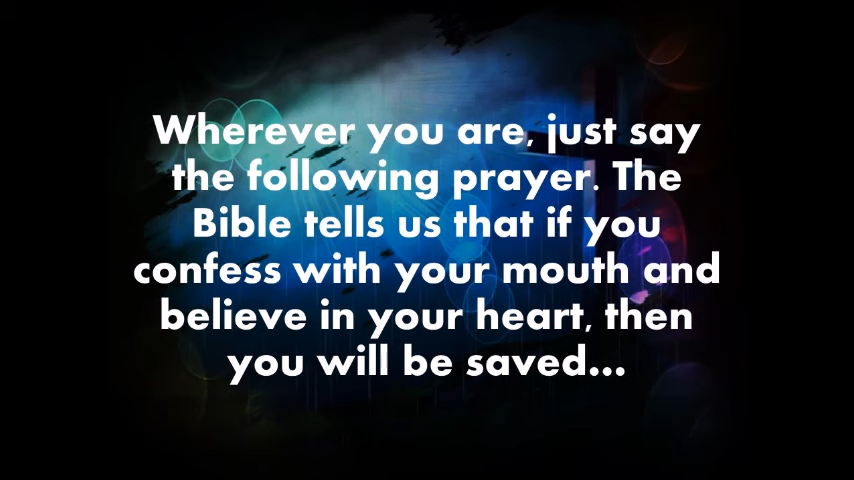 Wherever you are, just say
the following prayer. The
Bible tells us that if you
confess with your mouth and
believe in your heart, then
you will be saved...